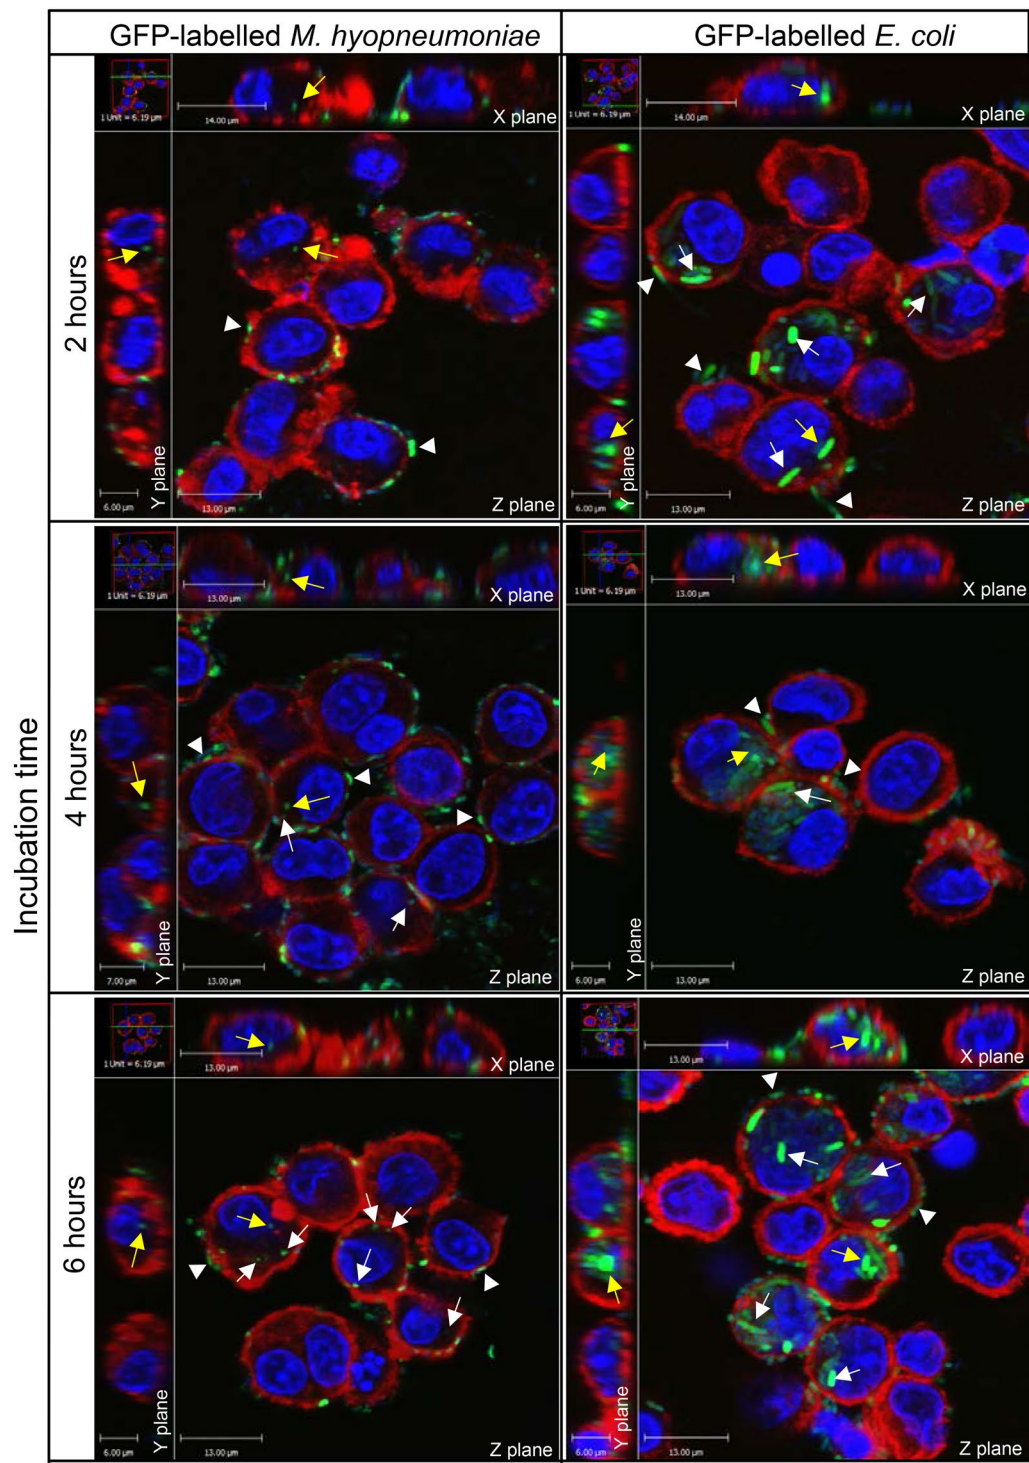 GFP-labelled M. hyopneumoniae
GFP-labelled E. coli
Incubation time
2 hours
1 Unit = 6.19 µm
14.00 µm
X plane
6.00 µm
Y plane
13.00 µm
Z plane
1 Unit = 6.19 µm
14.00 µm
X plane
6.00 µm
Y plane
13.00 µm
Z plane
4 hours
1 Unit = 6.19 µm
13.00 µm
X plane
7.00 µm
Y plane
13.00 µm
Z plane
1 Unit = 6.19 µm
13.00 µm
X plane
6.00 µm
Y plane
13.00 µm
Z plane
6 hours
1 Unit = 6.19 µm
13.00 µm
X plane
6.00 µm
Y plane
13.00 µm
Z plane
1 Unit = 6.19 µm
13.00 µm
X plane
6.00 µm
Y plane
13.00 µm
Z plane